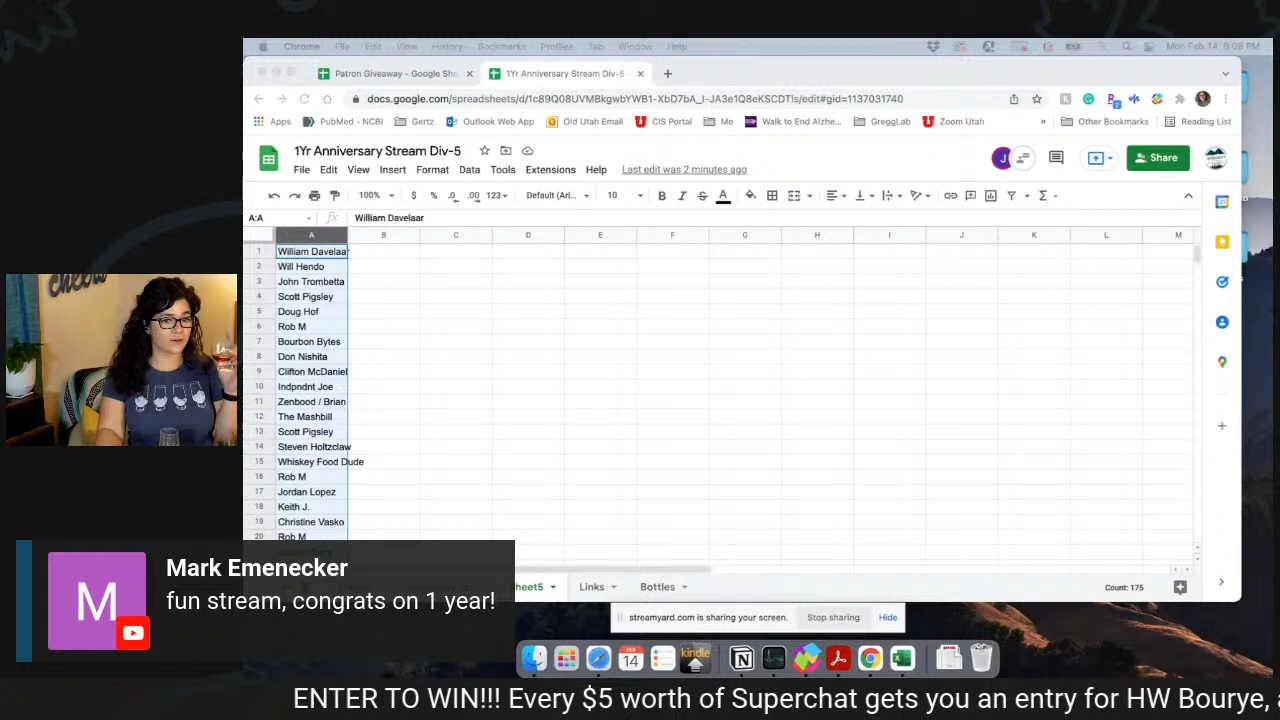 Chrome File Edit View History Bookmarks Profiles Tab Window Help Mon Feb 14 9:08 PM
Patron Giveaway - Google She × 1Yr Anniversary Stream Div-5 - × +
docs.google.com/spreadsheets/d/1c89Q08UVMBkgwbYWB1-XbD7bA_I-JA3e1Q8eKSCDTls/edit#gid=1137031740
Apps PubMed - NCBI Gertz Outlook Web App Old Utah Email CIS Portal Me Walk to End Alzhe... GreggLab Zoom Utah » Other Bookmarks Reading List
1Yr Anniversary Stream Div-5
J
Share
File Edit View Insert Format Data Tools Extensions Help Last edit was 2 minutes ago
100% $ % .0 .00 123 Default (Ari... 10 B I S A
A:A fx William Davelaar
A B C D E F G H I J K L M
1 William Davelaar
2 Will Hendo
3 John Trombetta
4 Scott Pigsley
5 Doug Hof
6 Rob M
7 Bourbon Bytes
8 Don Nishita
9 Clifton McDaniel
10 Indpndnt Joe
11 Zenbood / Brian
12 The Mashbill
13 Scott Pigsley
14 Steven Holtzclaw
15 Whiskey Food Dude
16 Rob M
17 Jordan Lopez
18 Keith J.
19 Christine Vasko
20 Rob M
cheers
heet5 Links Bottles Count: 175
M
Mark Emenecker
fun stream, congrats on 1 year!
streamyard.com is sharing your screen. Stop sharing Hide
FEB
14
kindle
ENTER TO WIN!!! Every $5 worth of Superchat gets you an entry for HW Bourye,